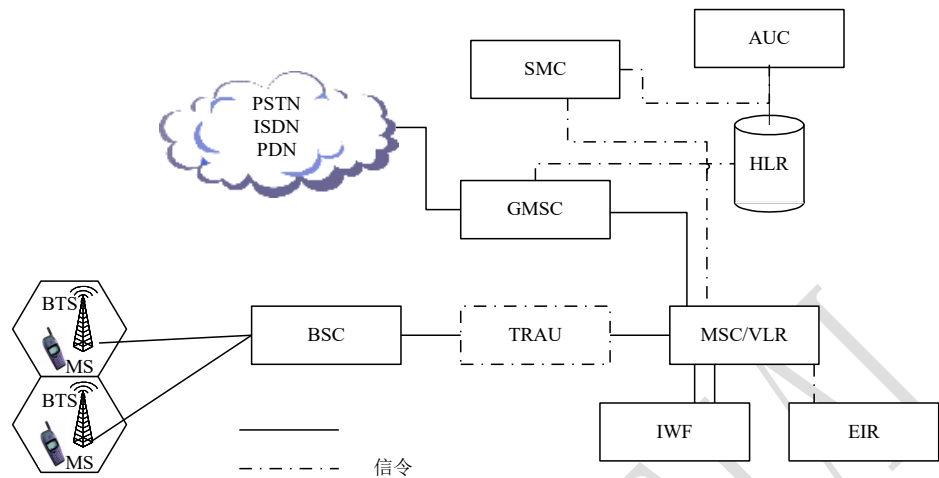 AUC
SMC
PSTN
ISDN
PDN
HLR
GMSC
BTS
MS
BSC
TRAU
MSC/VLR
BTS
MS
IWF
EIR
信令